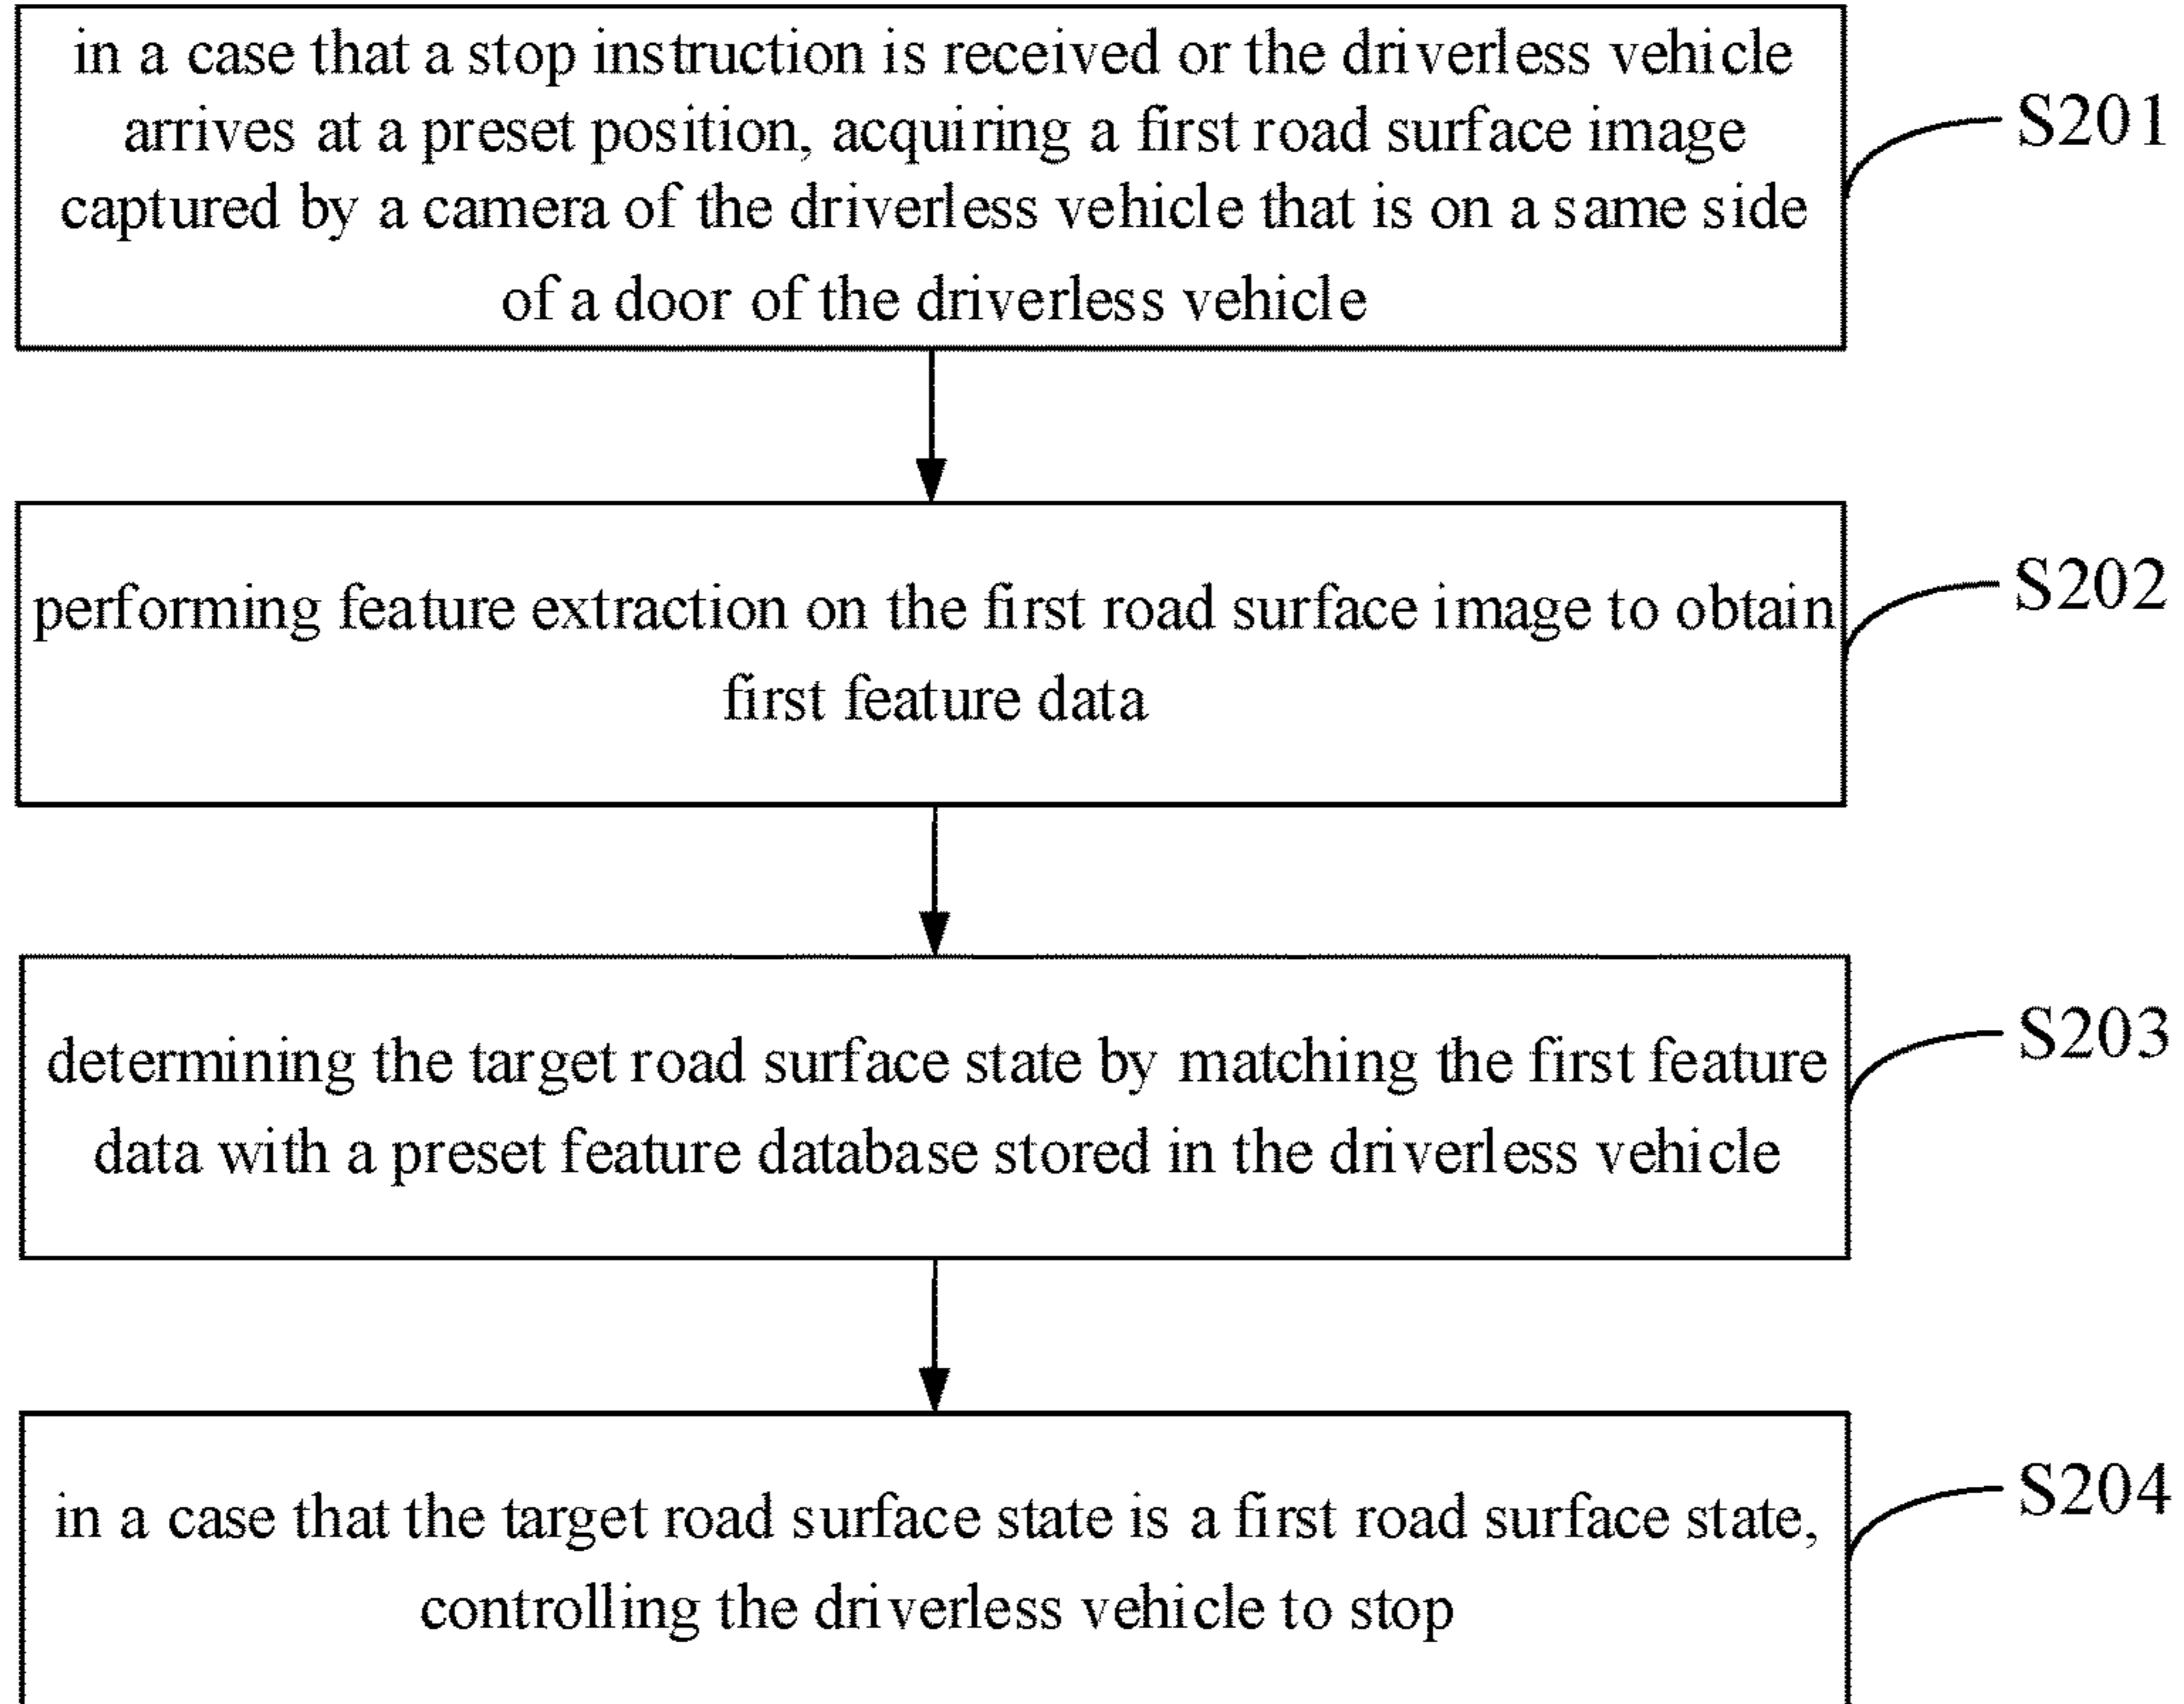 in a case that a stop instruction is received or the driverless vehicle
arrives at a preset position, acquiring a first road surface image
captured by a camera of the driverless vehicle that is on a same side
of a door of the driverless vehicle
S201
performing feature extraction on the first road surface image to obtain
first feature data
S202
determining the target road surface state by matching the first feature
data with a preset feature database stored in the driverless vehicle
S203
in a case that the target road surface state is a first road surface state,
controlling the driverless vehicle to stop
S204